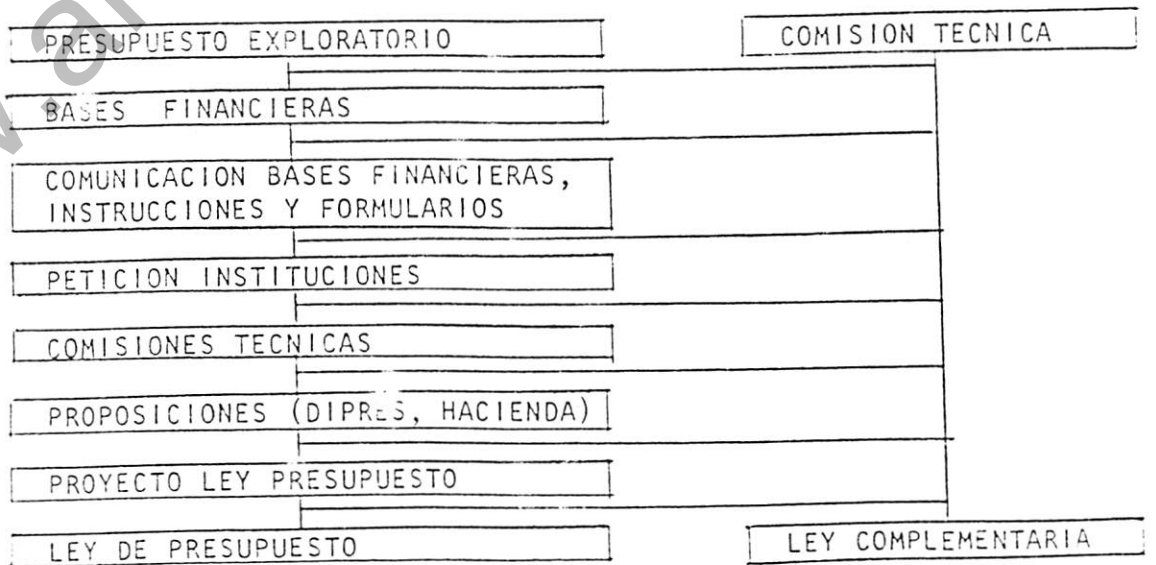 PRESUPUESTO EXPLORATORIO
COMISION TECNICA
BASES FINANCIERAS
COMUNICACION BASES FINANCIERAS,
INSTRUCCIONES Y FORMULARIOS
PETICION INSTITUCIONES
COMISIONES TECNICAS
PROPOSICIONES (DIPRES, HACIENDA)
PROYECTO LEY PRESUPUESTO
LEY DE PRESUPUESTO
LEY COMPLEMENTARIA